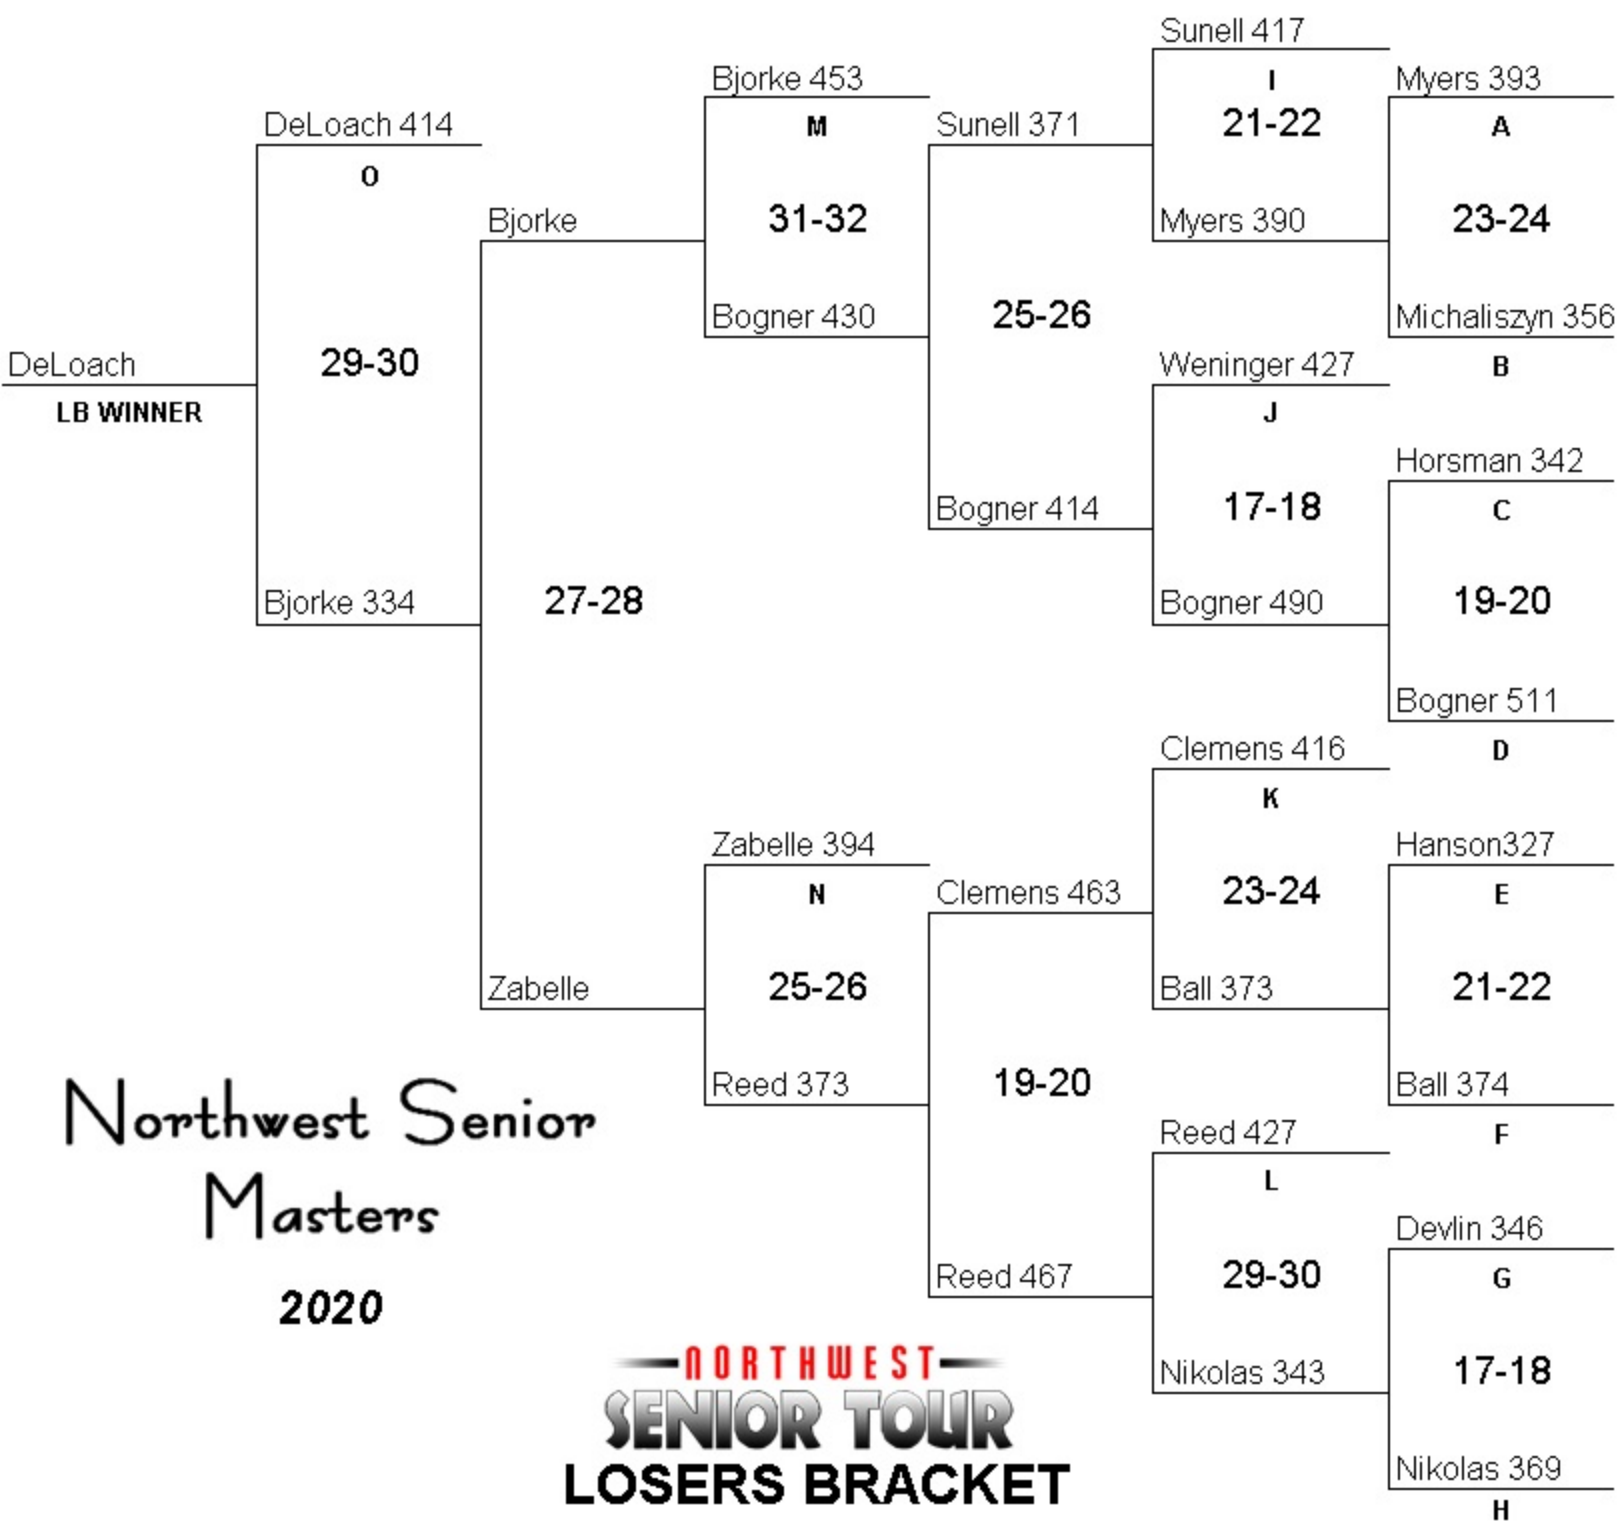 Sunell 417
I
Bjorke 453
Myers 393
DeLoach 414
M
Sunell 371
21-22
A
O
Bjorke
31-32
Myers 390
23-24
Bogner 430
25-26
Michaliszyn 356
DeLoach
29-30
Weninger 427
B
LB WINNER
J
Horsman 342
Bogner 414
17-18
C
Bjorke 334
27-28
Bogner 490
19-20
Bogner 511
Clemens 416
D
K
Zabelle 394
Hanson327
N
Clemens 463
23-24
E
Zabelle
25-26
Ball 373
21-22
Reed 373
19-20
Ball 374
Northwest Senior
Masters
2020
Reed 427
F
L
Devlin 346
Reed 467
29-30
G
NORTHWEST
SENIOR TOUR
LOSERS BRACKET
Nikolas 343
17-18
Nikolas 369
H